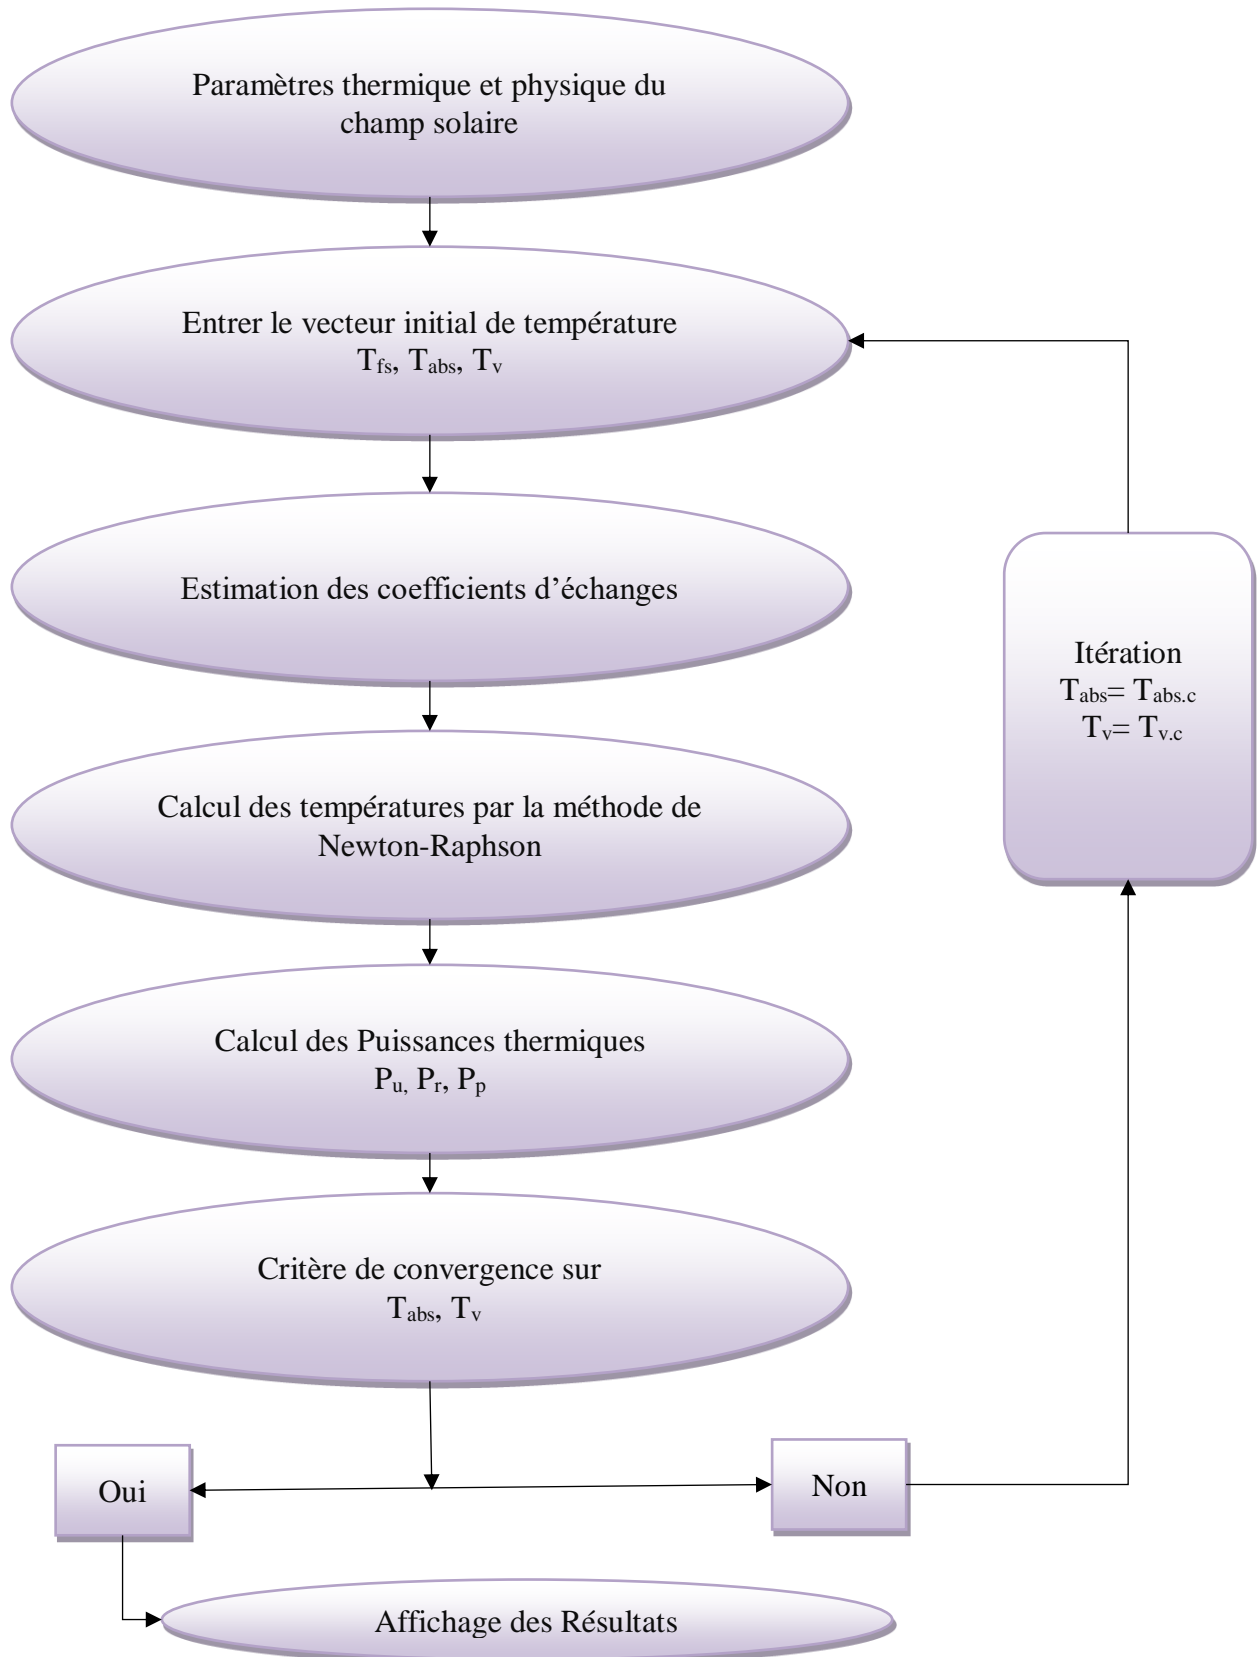 Paramètres thermique et physique du
champ solaire
Entrer le vecteur initial de température
Tfs, Tabs, Tv
Estimation des coefficients d’échanges
Itération
Tabs= Tabs.c
Tv= Tv.c
Calcul des températures par la méthode de
Newton-Raphson
Calcul des Puissances thermiques
Pu, Pr, Pp
Critère de convergence sur
Tabs, Tv
Oui
Non
Affichage des Résultats